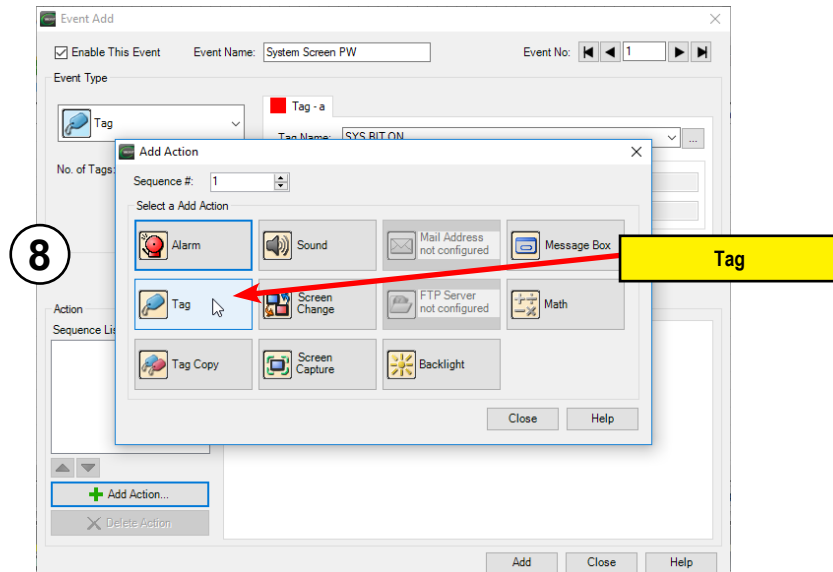 Event Add
Enable This Event Event Name: System Screen PW Event No: 1
Event Type
Tag - a
Tag
Tag Name: SYS BIT ON ...
Add Action
No. of Tags:
Sequence #: 1
Select a Add Action
Alarm Sound Mail Address not configured Message Box
8
Tag
Tag Screen Change FTP Server not configured Math
Action
Sequence Lis
Tag Copy Screen Capture Backlight
Close Help
Add Action...
Delete Action
Add Close Help